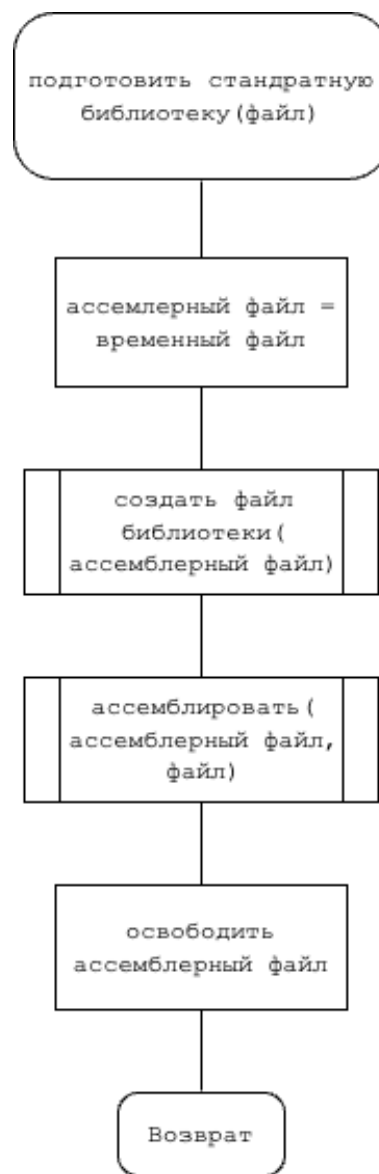 подготовить стандратную
библиотеку(файл)
ассемлерный файл =
временный файл
создать файл
библиотеки(
ассемблерный файл)
ассемблировать(
ассемблерный файл,
файл)
освободить
ассемблерный файл
Возврат